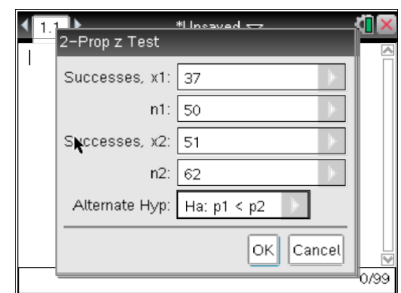 1.1
*Unsaved
2-Prop z Test
Successes, x1: 37
n1: 50
Successes, x2: 51
n2: 62
Alternate Hyp: Ha: p1 < p2
OK Cancel
0/99